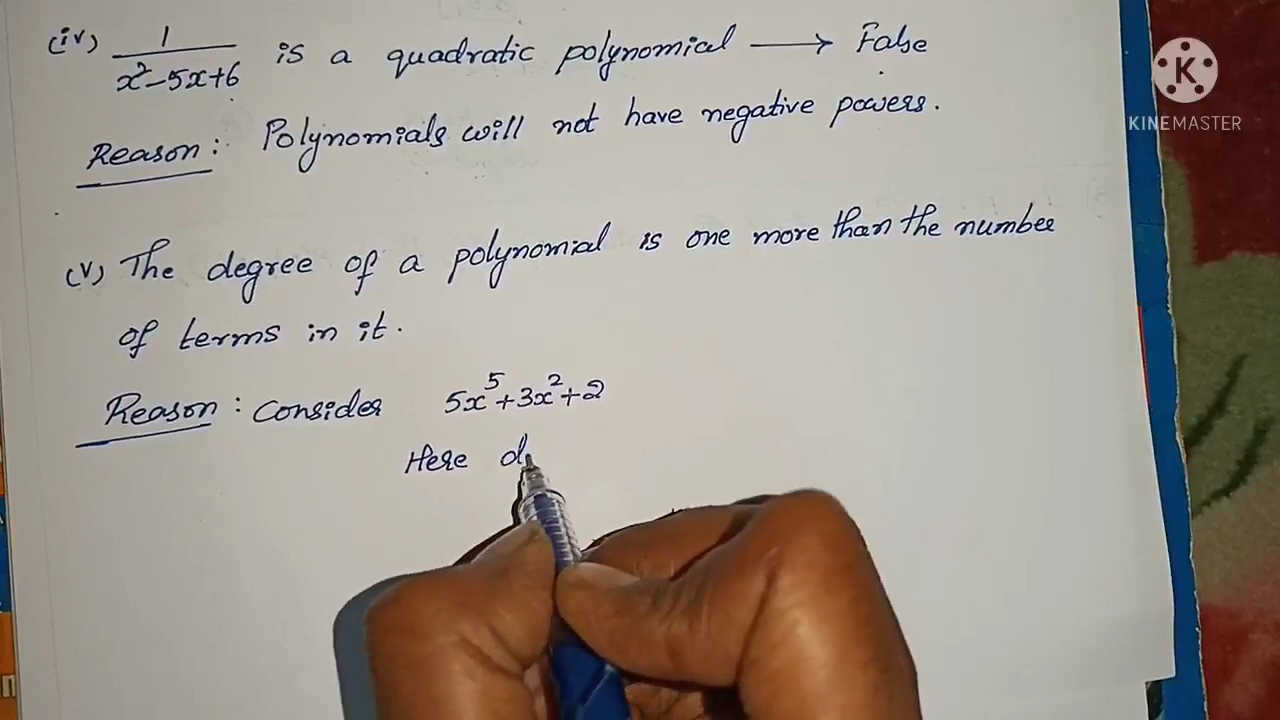 (iv) 1/(x²-5x+6) is a quadratic polynomial → False
Reason: Polynomials will not have negative powers.
(v) The degree of a polynomial is one more than the number
of terms in it.
Reason: Consider 5x⁵+3x²+2
Here d
K
KINEMASTER